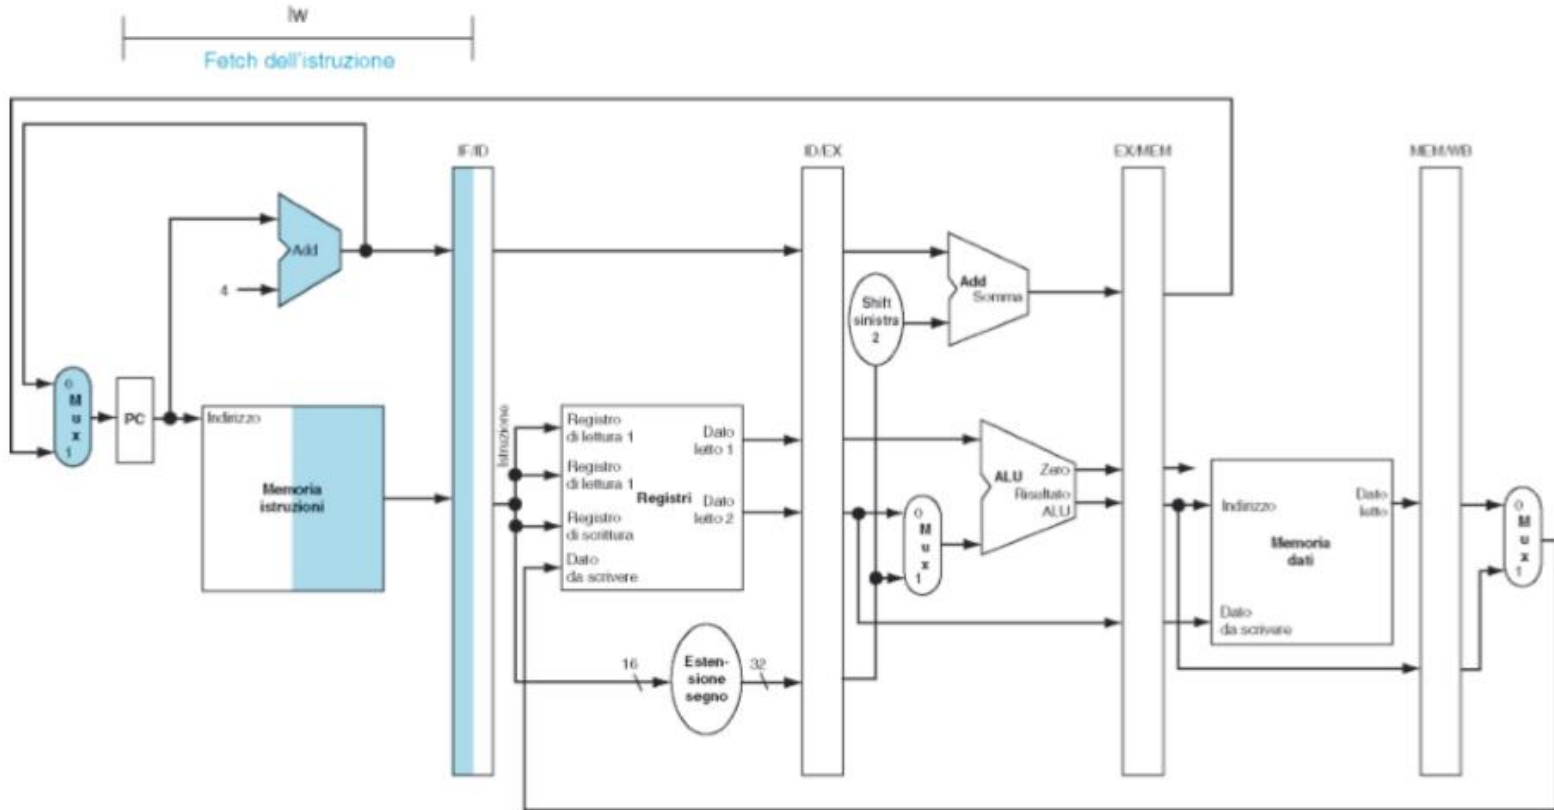 lw
Fetch dell'istruzione
IF/ID
ID/EX
EX/MEM
MEM/WB
Add
4
Add
Somma
Shift
sinistra
2
0
M
u
x
1
PC
Indirizzo
Memoria
istruzioni
Istruzione
Registro
di lettura 1
Registro
di lettura 1
Registro
di scrittura
Dato
da scrivere
Registri
Dato
letto 1
Dato
letto 2
16
Esten-
sione
segno
32
0
M
u
x
1
ALU
Zero
Risultato
ALU
Indirizzo
Dato
letto
Memoria
dati
Dato
da scrivere
0
M
u
x
1